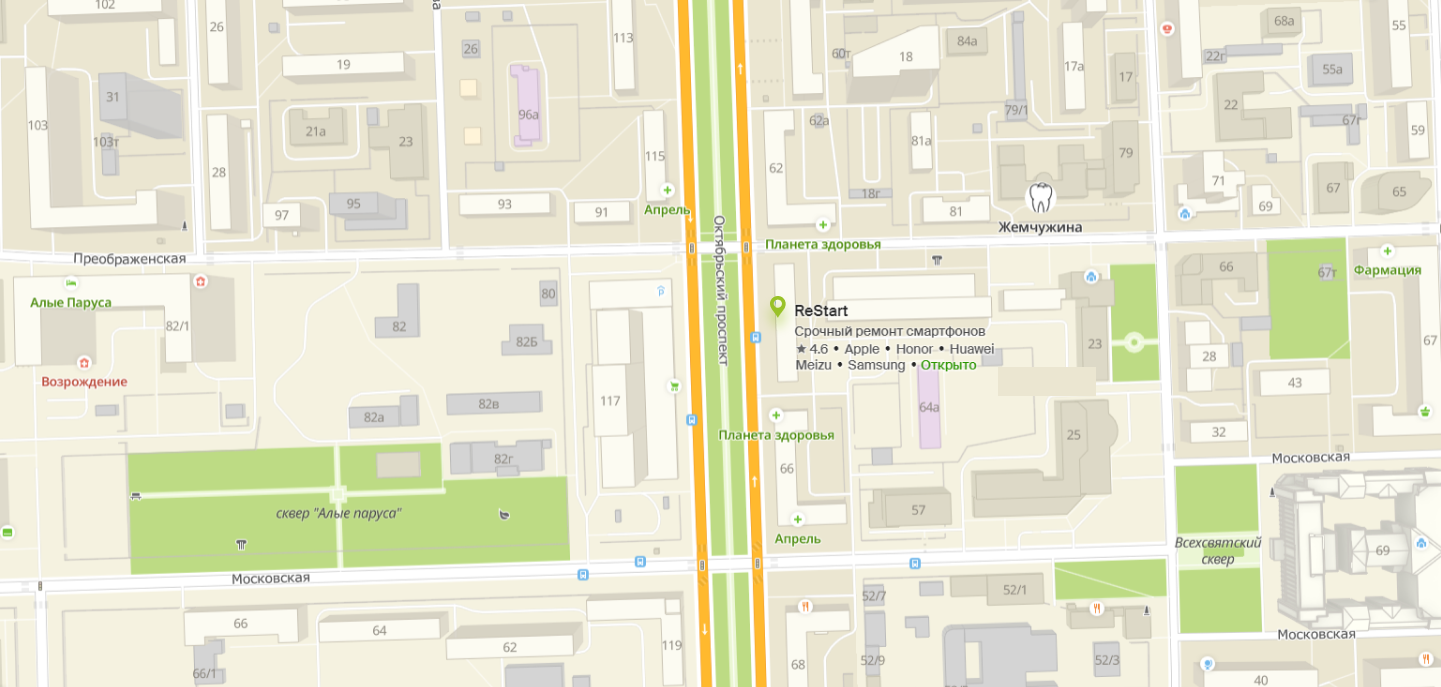 102
26
19
26
113
60т
18
84а
68а
55
22г
17а
17
55а
31
103
103т
21а
23
96а
28
115
62а
62
81а
79/1
79
22
67г
59
71
67
65
69
97
95
93
91
18г
81
Апрель
Жемчужина
Планета здоровья
Преображенская
Октябрьский проспект
66
67т
Фармация
Алые Паруса
80
82
82/1
82Б
ReStart
Срочный ремонт смартфонов
★ 4.6 • Apple • Honor • Huawei
Meizu • Samsung • Открыто
23
28
67
Возрождение
43
82а
82в
117
64а
Планета здоровья
25
32
82г
66
57
Московская
сквер "Алые паруса"
Апрель
Всехсвятский
сквер
69
Московская
52/7
52/1
66
64
62
119
68
52/9
52/3
Московская
66/1
40